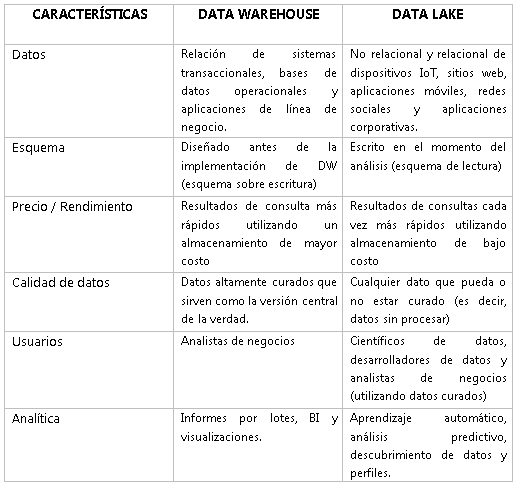 CARACTERÍSTICAS DATA WAREHOUSE DATA LAKE
Datos
Relación de sistemas
transaccionales, bases de
datos operacionales y
aplicaciones de línea de
negocio.
No relacional y relacional de
dispositivos IoT, sitios web,
aplicaciones móviles, redes
sociales y aplicaciones
corporativas.
Esquema
Diseñado antes de la
implementación de DW
(esquema sobre escritura)
Escrito en el momento del
análisis (esquema de lectura)
Precio / Rendimiento
Resultados de consulta más
rápidos utilizando un
almacenamiento de mayor
costo
Resultados de consultas cada
vez más rápidos utilizando
almacenamiento de bajo
costo
Calidad de datos
Datos altamente curados que
sirven como la versión central
de la verdad.
Cualquier dato que pueda o
no estar curado (es decir,
datos sin procesar)
Usuarios
Analistas de negocios
Científicos de datos,
desarrolladores de datos y
analistas de negocios
(utilizando datos curados)
Analítica
Informes por lotes, BI y
visualizaciones.
Aprendizaje automático,
análisis predictivo,
descubrimiento de datos y
perfiles.